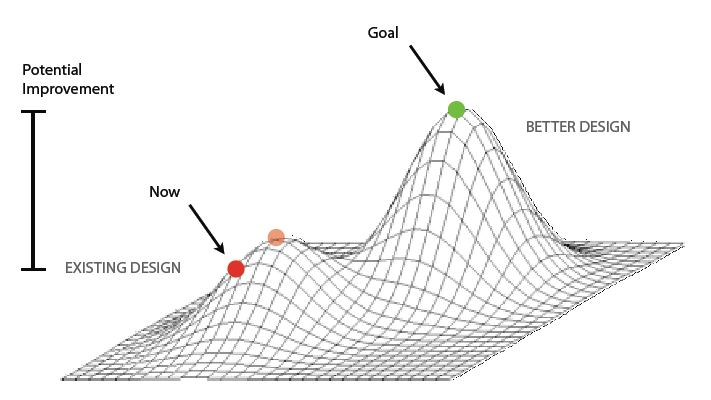 Goal
Potential
Improvement
BETTER DESIGN
Now
EXISTING DESIGN